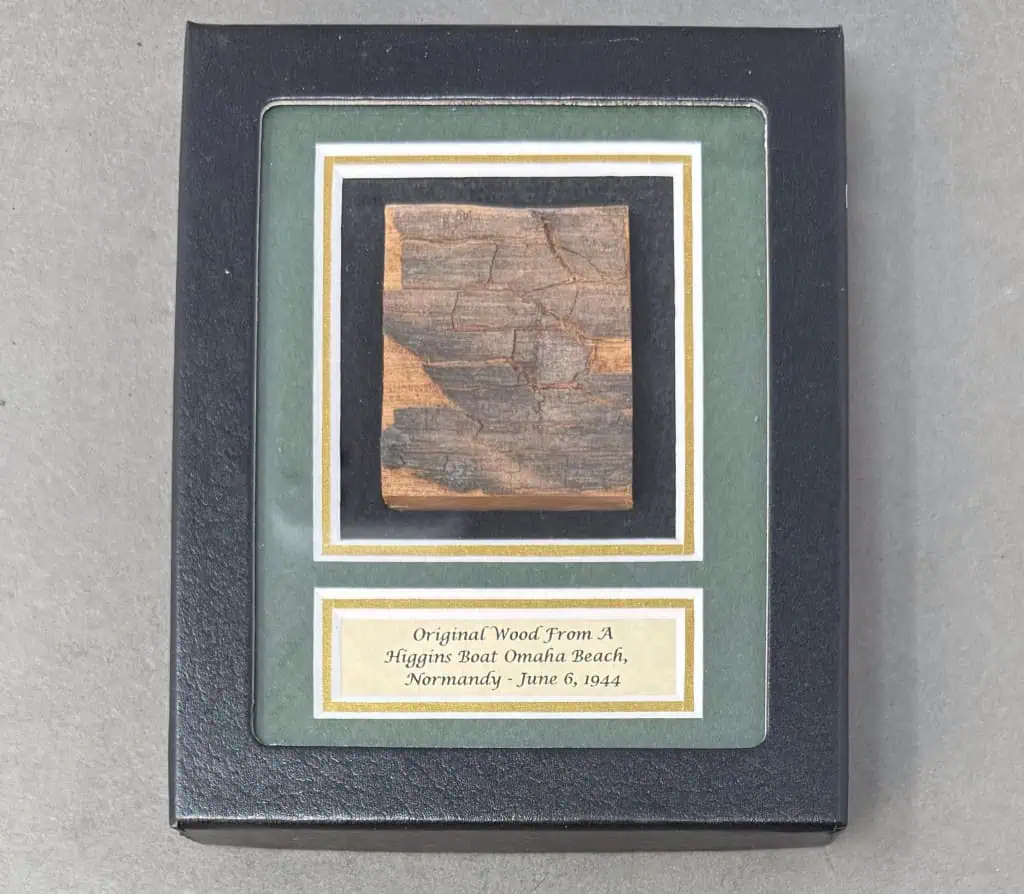 Original Wood From A
Higgins Boat Omaha Beach,
Normandy - June 6, 1944